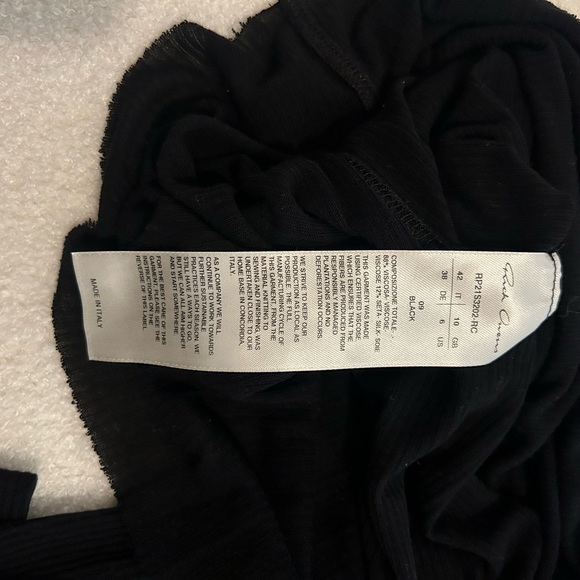 Rick Owens
RP21S3202-RC
42 IT 10 GB
38 DE 6 US
09
BLACK
COMPOSIZIONE TOTALE -
88% VISCOSA- VISCOSE -
VISCOSE 12% SETA- SILK- SOIE
THIS GARMENT WAS MADE
USING CERTIFIED VISCOSE,
WHICH ENSURES THAT THE
FIBERS ARE PRODUCED FROM
RESPONSIBLY MANAGED
PLANTATIONS AND NO
DEFORESTATION OCCURS.
WE STRIVE TO KEEP OUR
PRODUCTION AS LOCAL AS
POSSIBLE. THE FULL
MANUFACTURING CYCLE OF
THIS GARMENT FROM THE
MATERIAL KNITTING TO
SEWING AND FINISHING, WAS
UNDERTAKEN CLOSE TO OUR
HOME BASE IN CONCORDIA,
ITALY.
AS A COMPANY WE WILL
CONTINUE TO WORK TOWARDS
FURTHER SUSTAINABLE
PRACTICES WITHIN REASON. WE
STILL HAVE A WAYS TO GO,
BUT WE CAN ALL AIM HIGHER
AND START SOMEWHERE.
FOR THE BEST CARE OF THIS
GARMENT, PLEASE SEE THE
INSTRUCTIONS ON THE
REVERSE OF THIS LABEL.
MADE IN ITALY